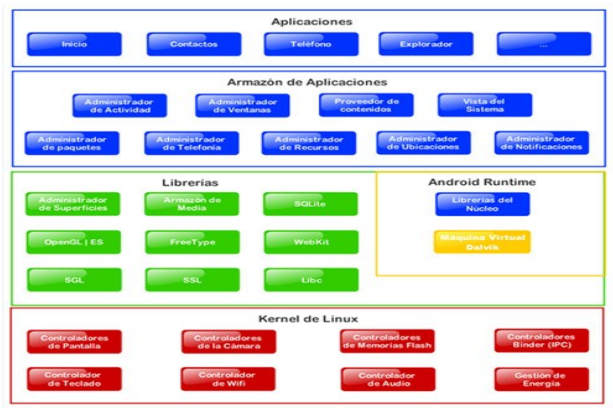 Aplicaciones
Inicio
Contactos
Teléfono
Explorador
...
Armazón de Aplicaciones
Administrador
de Actividad
Administrador
de Ventanas
Proveedor de
contenidos
Vista del
Sistema
Administrador
de paquetes
Administrador
de Telefonía
Administrador
de Recursos
Administrador
de Ubicaciones
Administrador
de Notificaciones
Librerías
Administrador
de Superficies
Armazón de
Media
SQLite
OpenGL | ES
FreeType
WebKit
SGL
SSL
Libc
Android Runtime
Librerías del
Núcleo
Máquina Virtual
Dalvik
Kernel de Linux
Controladores
de Pantalla
Controladores
de la Cámara
Controladores
de Memorias Flash
Controladores
Binder (IPC)
Controlador
de Teclado
Controlador
de Wifi
Controlador
de Audio
Gestión de
Energía